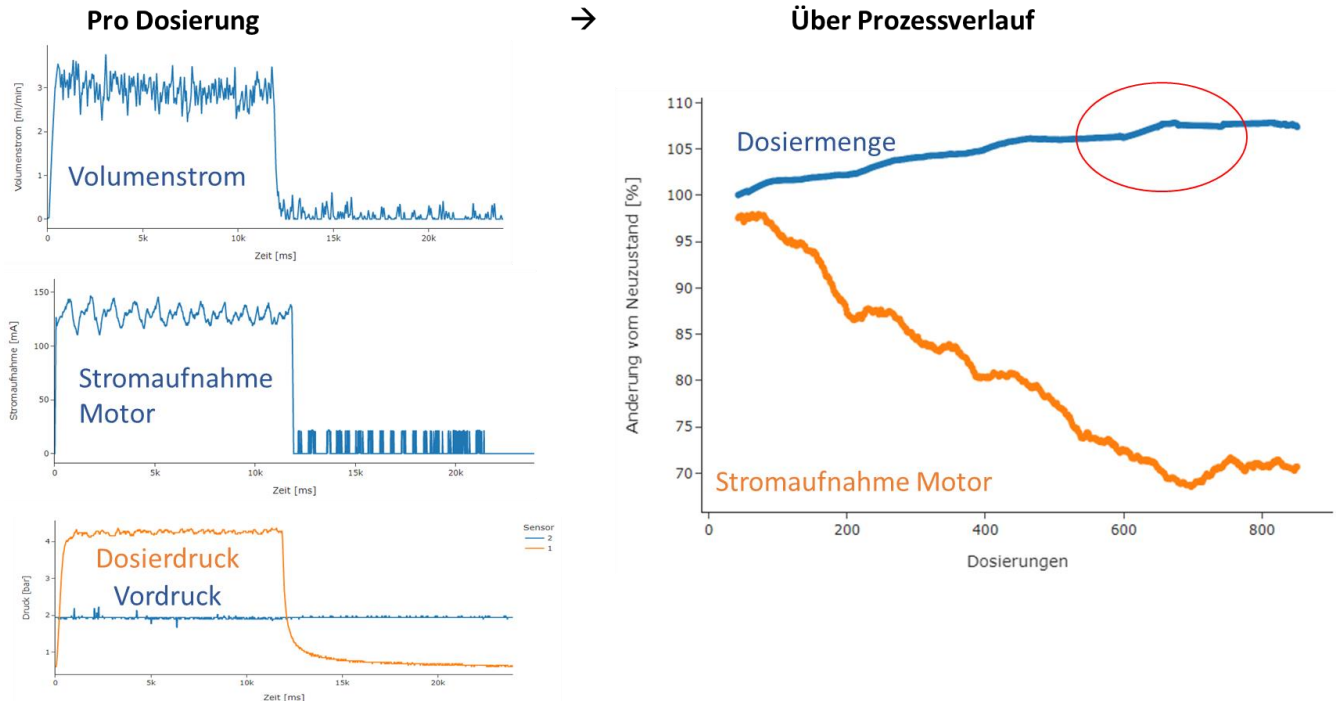 Pro Dosierung
→
Über Prozessverlauf
Volumenstrom [ml/min]
3
2
1
0
Volumenstrom
0
5k
10k
15k
20k
Zeit [ms]
Stromaufnahme [mA]
150
100
50
0
Stromaufnahme
Motor
0
5k
10k
15k
20k
Zeit [ms]
Druck [bar]
4
3
2
1
Dosierdruck
Vordruck
Sensor
2
1
0
5k
10k
15k
20k
Zeit [ms]
Änderung vom Neuzustand [%]
110
105
100
95
90
85
80
75
70
Dosiermenge
Stromaufnahme Motor
0
200
400
600
800
Dosierungen